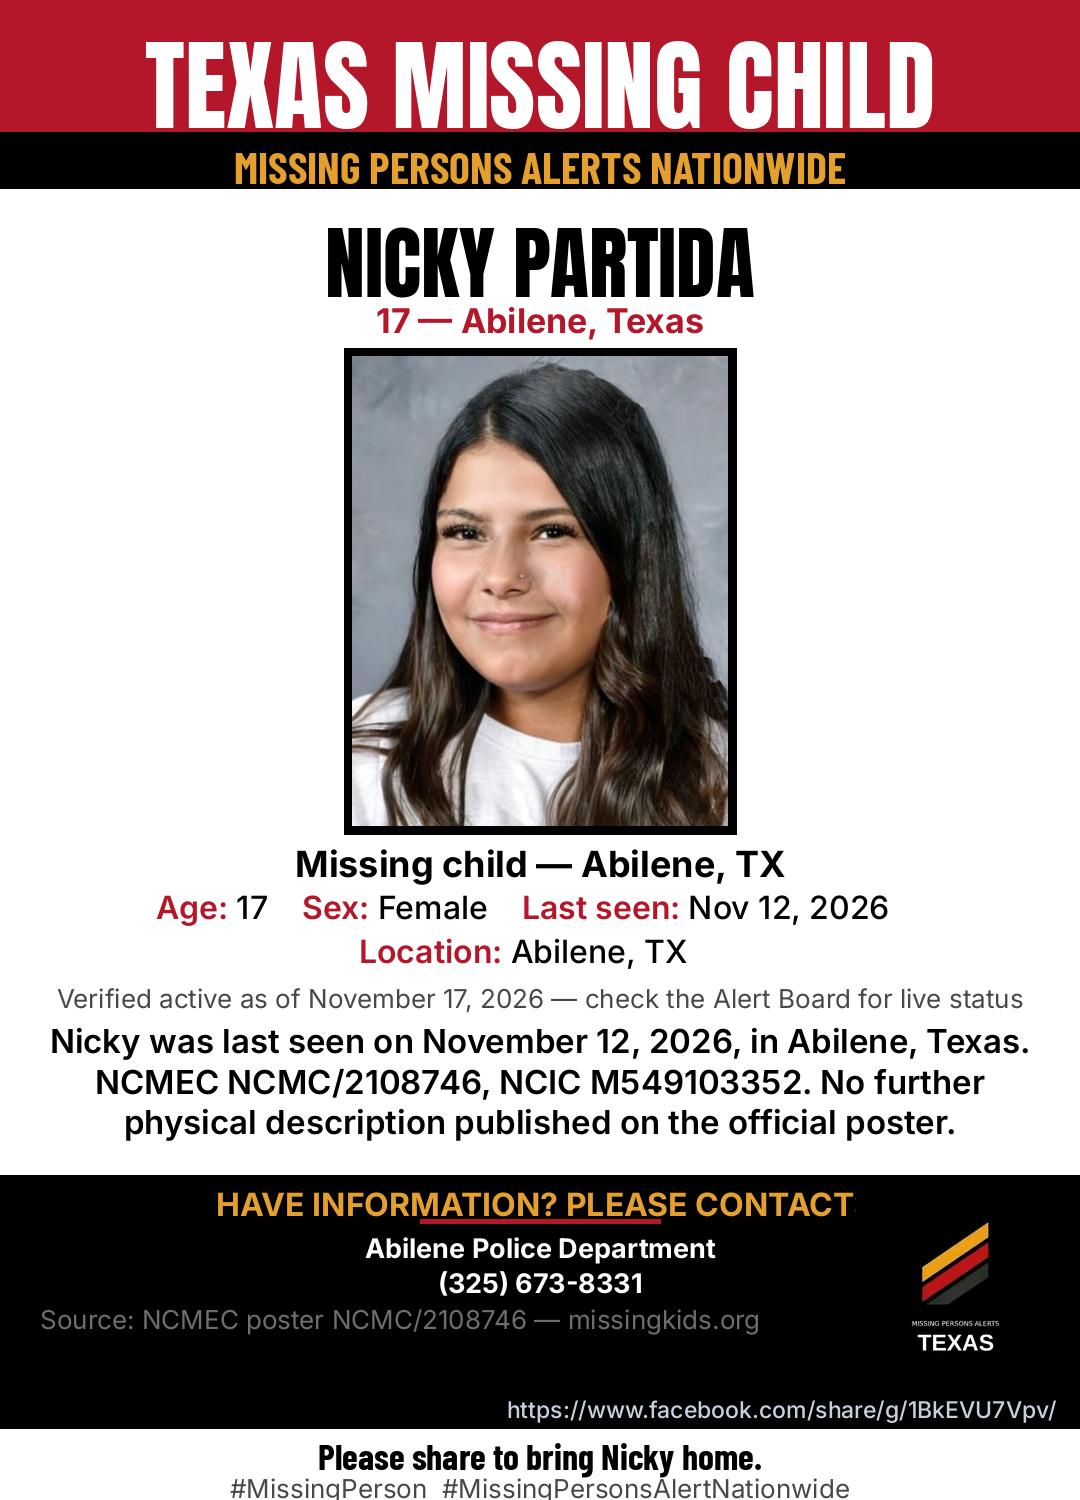 TEXAS MISSING CHILD
MISSING PERSONS ALERTS NATIONWIDE
NICKY PARTIDA
17 — Abilene, Texas
Missing child — Abilene, TX
Age: 17 Sex: Female Last seen: Nov 12, 2026
Location: Abilene, TX
Verified active as of November 17, 2026 — check the Alert Board for live status
Nicky was last seen on November 12, 2026, in Abilene, Texas.
NCMEC NCMC/2108746, NCIC M549103352. No further
physical description published on the official poster.
HAVE INFORMATION? PLEASE CONTACT:
Abilene Police Department
(325) 673-8331
Source: NCMEC poster NCMC/2108746 — missingkids.org
MISSING PERSONS ALERTS
TEXAS
https://www.facebook.com/share/g/1BkEVU7Vpv/
Please share to bring Nicky home.
#MissingPerson #MissingPersonsAlertNationwide